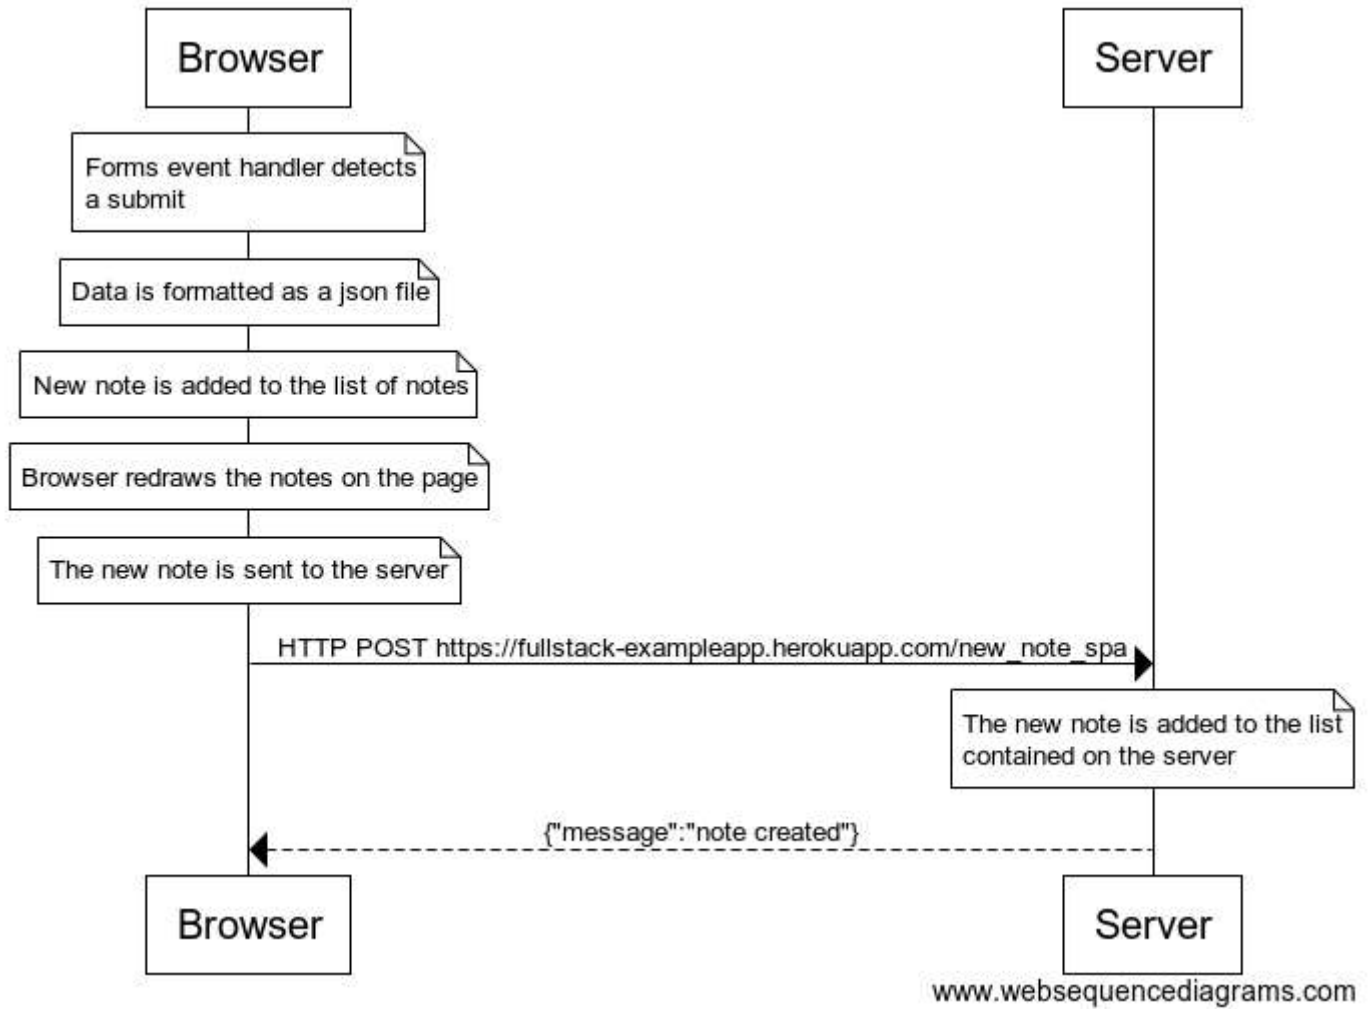 Browser
Server
Forms event handler detects
a submit
Data is formatted as a json file
New note is added to the list of notes
Browser redraws the notes on the page
The new note is sent to the server
HTTP POST https://fullstack-exampleapp.herokuapp.com/new_note_spa
The new note is added to the list
contained on the server
{"message":"note created"}
Browser
Server
www.websequencediagrams.com